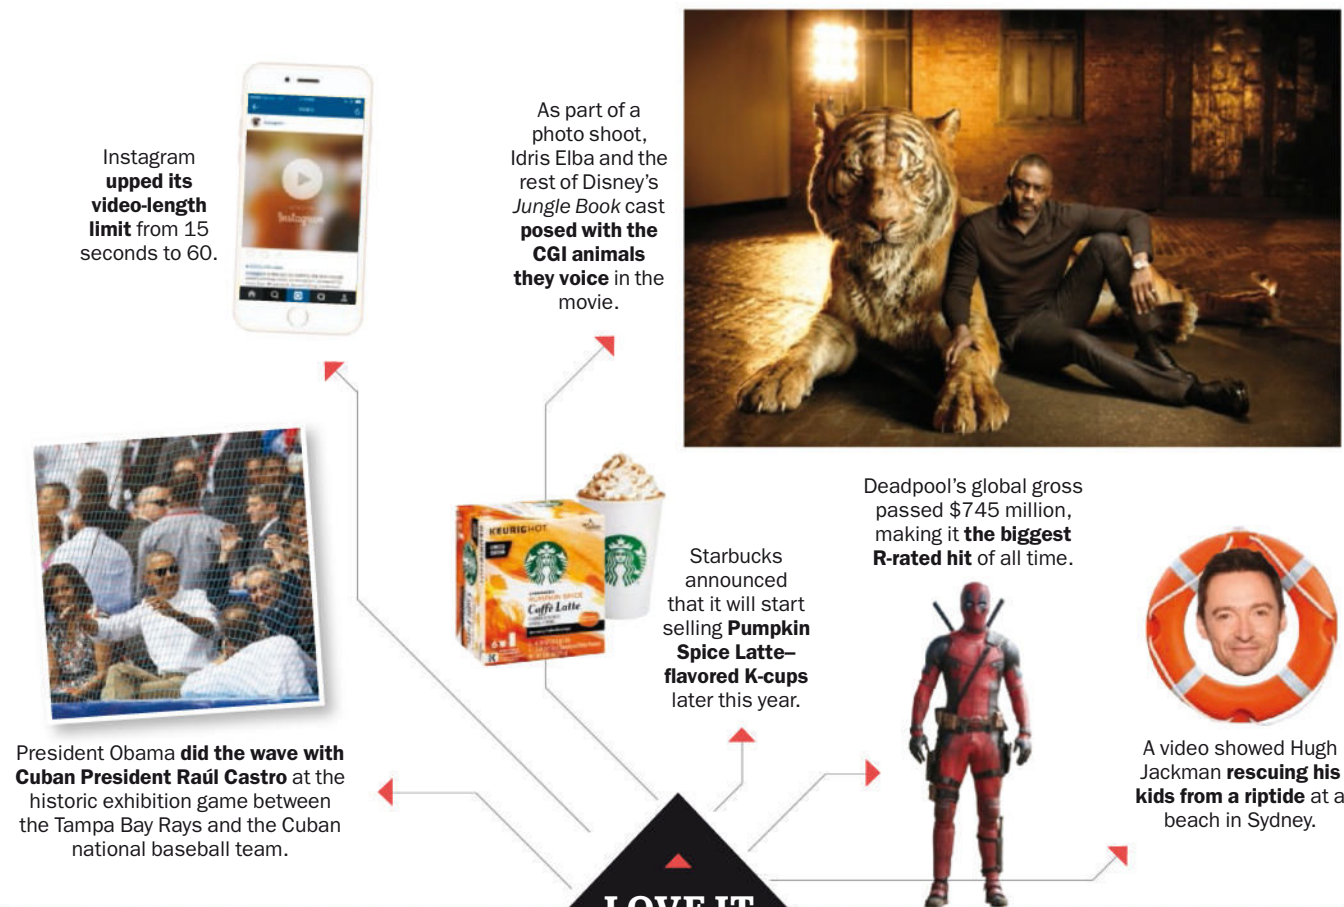 Instagram
upped its
video-length
limit from 15
seconds to 60.
Instagram
As part of a
photo shoot,
Idris Elba and the
rest of Disney's
Jungle Book cast
posed with the
CGI animals
they voice in the
movie.
President Obama did the wave with
Cuban President Raúl Castro at the
historic exhibition game between
the Tampa Bay Rays and the Cuban
national baseball team.
KEURIG HOT
PUMPKIN SPICE
Caffè Latte
Starbucks
announced
that it will start
selling Pumpkin
Spice Latte–
flavored K-cups
later this year.
Deadpool's global gross
passed $745 million,
making it the biggest
R-rated hit of all time.
A video showed Hugh
Jackman rescuing his
kids from a riptide at a
beach in Sydney.
LOVE IT